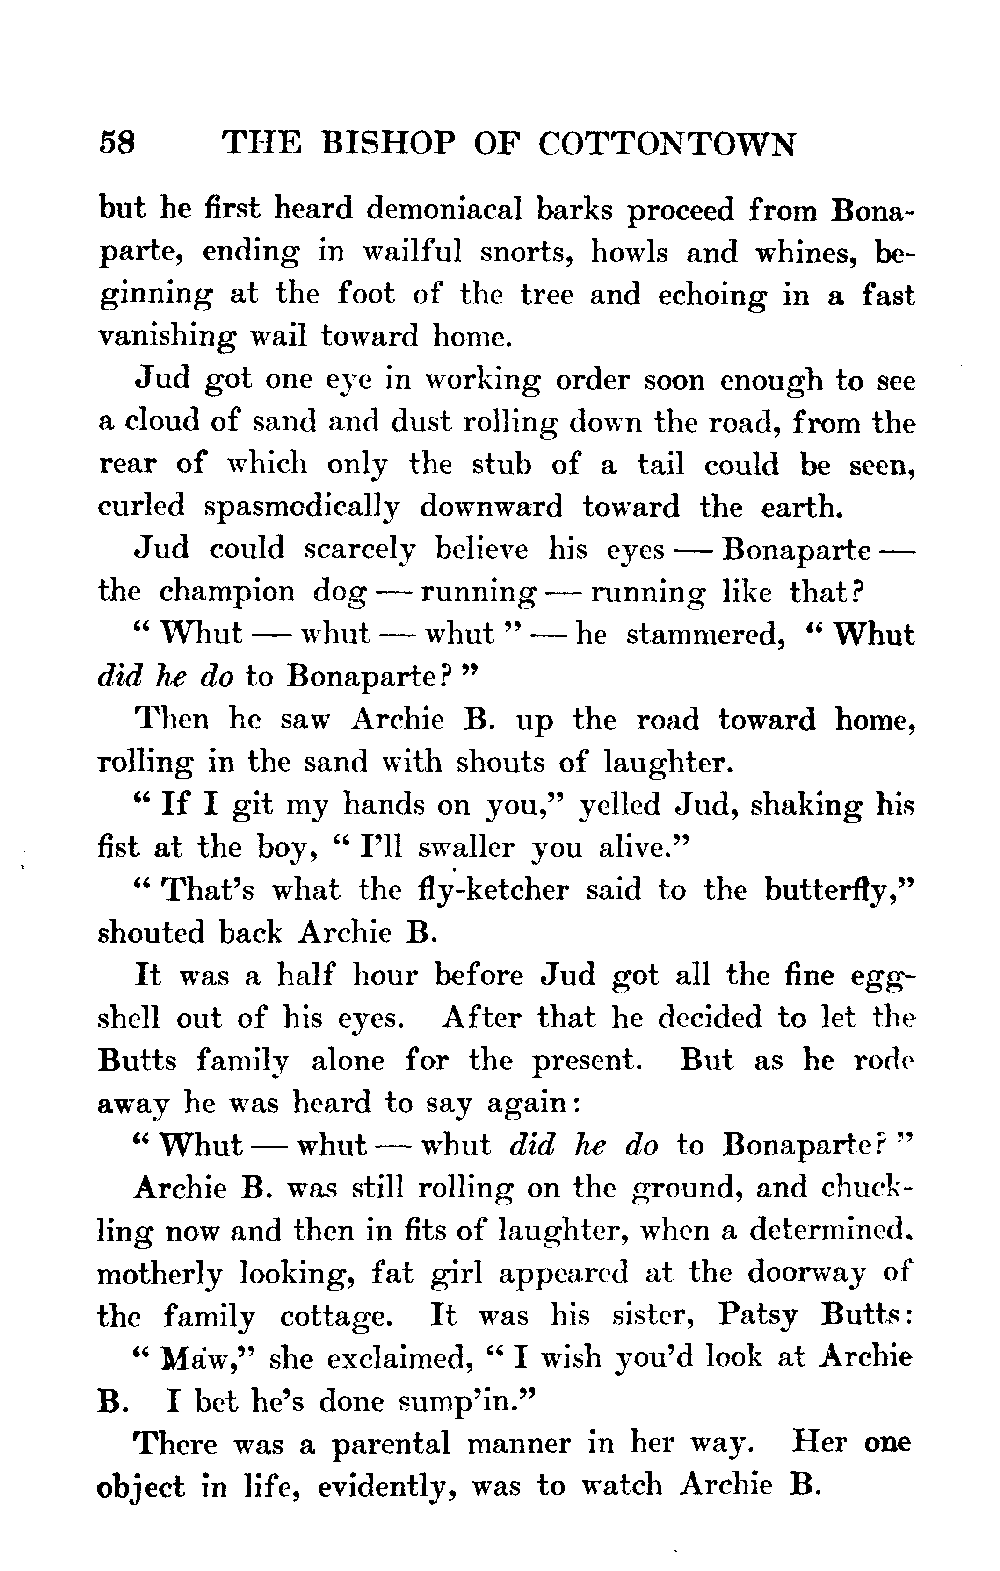 58 THE BISHOP OF COTTONTOWN
but he first heard demoniacal barks proceed from Bona-
parte, ending in wailful snorts, howls and whines, be-
ginning at the foot of the tree and echoing in a fast
vanishing wail toward home.
Jud got one eye in working order soon enough to see
a cloud of sand and dust rolling down the road, from the
rear of which only the stub of a tail could be seen,
curled spasmodically downward toward the earth.
Jud could scarcely believe his eyes — Bonaparte —
the champion dog — running — running like that?
“ Whut — whut — whut ” — he stammered, “ Whut
did he do to Bonaparte? ”
Then he saw Archie B. up the road toward home,
rolling in the sand with shouts of laughter.
“ If I git my hands on you,” yelled Jud, shaking his
fist at the boy, “ I’ll swaller you alive.”
“ That’s what the fly-ketcher said to the butterfly,”
shouted back Archie B.
It was a half hour before Jud got all the fine egg-
shell out of his eyes. After that he decided to let the
Butts family alone for the present. But as he rode
away he was heard to say again:
“ Whut — whut — whut did he do to Bonaparte? ”
Archie B. was still rolling on the ground, and chuck-
ling now and then in fits of laughter, when a determined,
motherly looking, fat girl appeared at the doorway of
the family cottage. It was his sister, Patsy Butts:
“ Maw,” she exclaimed, “ I wish you’d look at Archie
B. I bet he’s done sump’in.”
There was a parental manner in her way. Her one
object in life, evidently, was to watch Archie B.